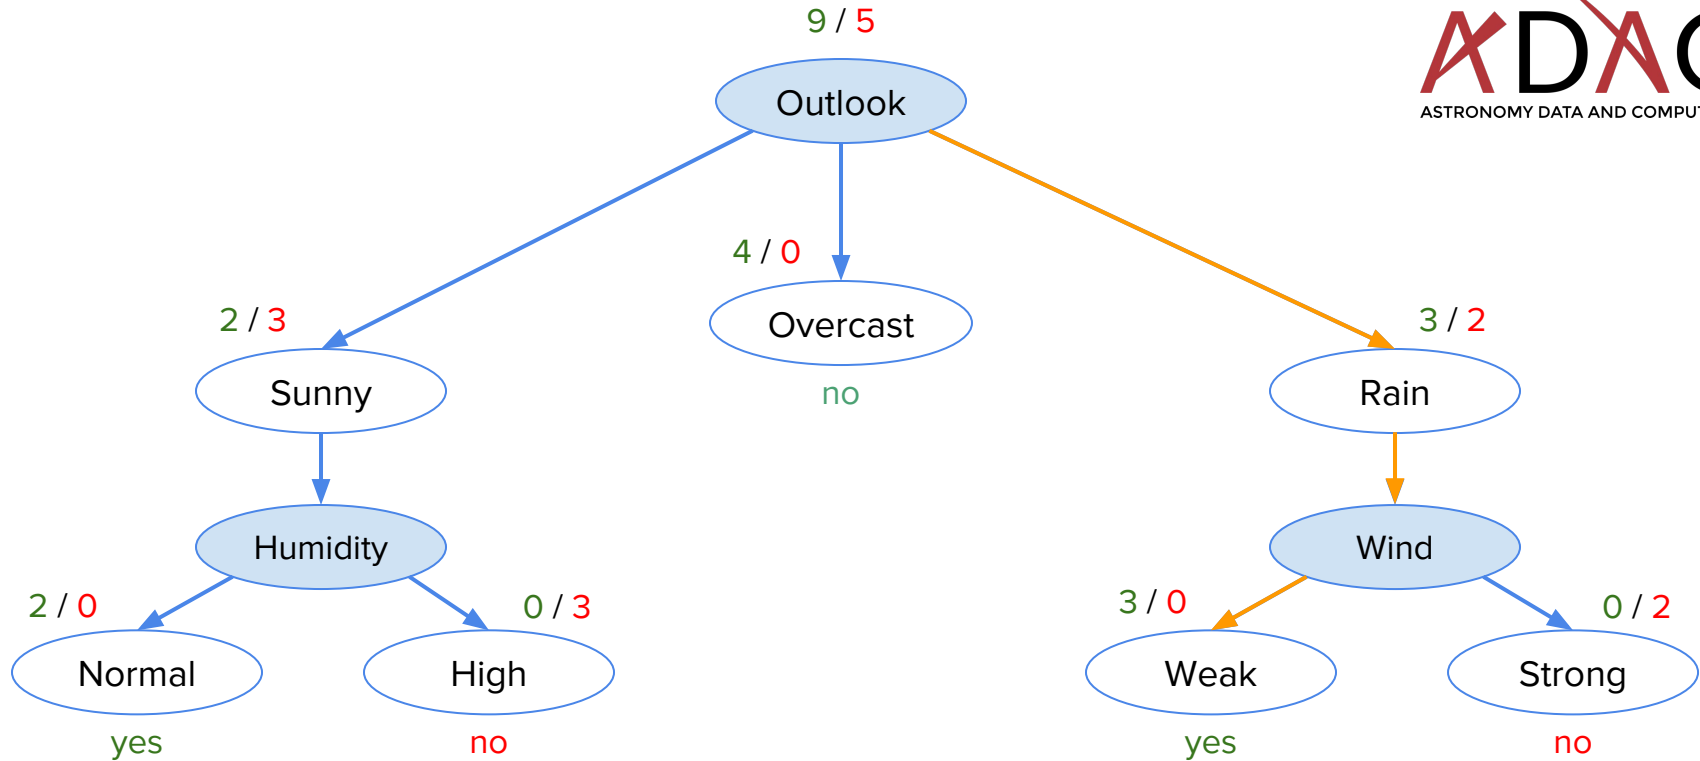 9 / 5
ADA
ASTRONOMY DATA AND COMPUT
Outlook
4 / 0
2 / 3
Overcast
3 / 2
Sunny
no
Rain
Humidity
Wind
2 / 0
0 / 3
3 / 0
0 / 2
Normal
High
Weak
Strong
yes
no
yes
no